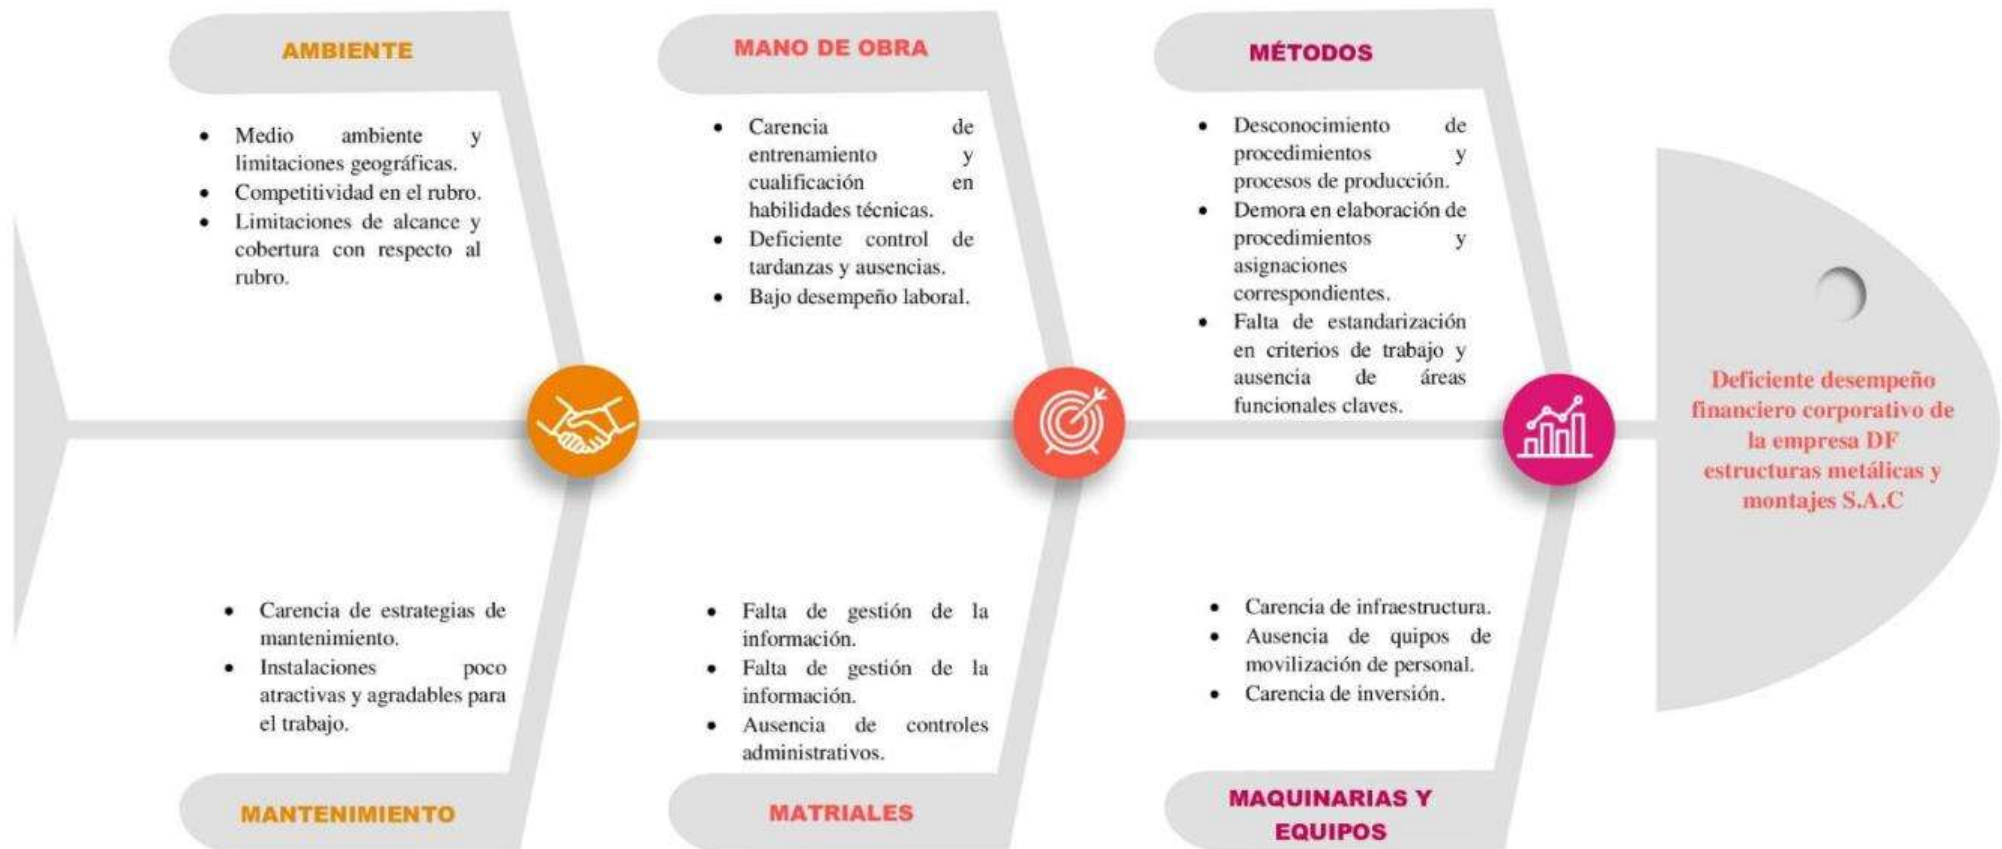 AMBIENTE
• Medio ambiente y
limitaciones geográficas.
• Competitividad en el rubro.
• Limitaciones de alcance y
cobertura con respecto al
rubro.
MANO DE OBRA
• Carencia de
entrenamiento y
cualificación en
habilidades técnicas.
• Deficiente control de
tardanzas y ausencias.
• Bajo desempeño laboral.
MÉTODOS
• Desconocimiento de
procedimientos y
procesos de producción.
• Demora en elaboración de
procedimientos y
asignaciones
correspondientes.
• Falta de estandarización
en criterios de trabajo y
ausencia de áreas
funcionales claves.
Deficiente desempeño
financiero corporativo de
la empresa DF
estructuras metálicas y
montajes S.A.C
• Carencia de estrategias de
mantenimiento.
• Instalaciones poco
atractivas y agradables para
el trabajo.
MANTENIMIENTO
• Falta de gestión de la
información.
• Falta de gestión de la
información.
• Ausencia de controles
administrativos.
MATRIALES
• Carencia de infraestructura.
• Ausencia de quipos de
movilización de personal.
• Carencia de inversión.
MAQUINARIAS Y
EQUIPOS